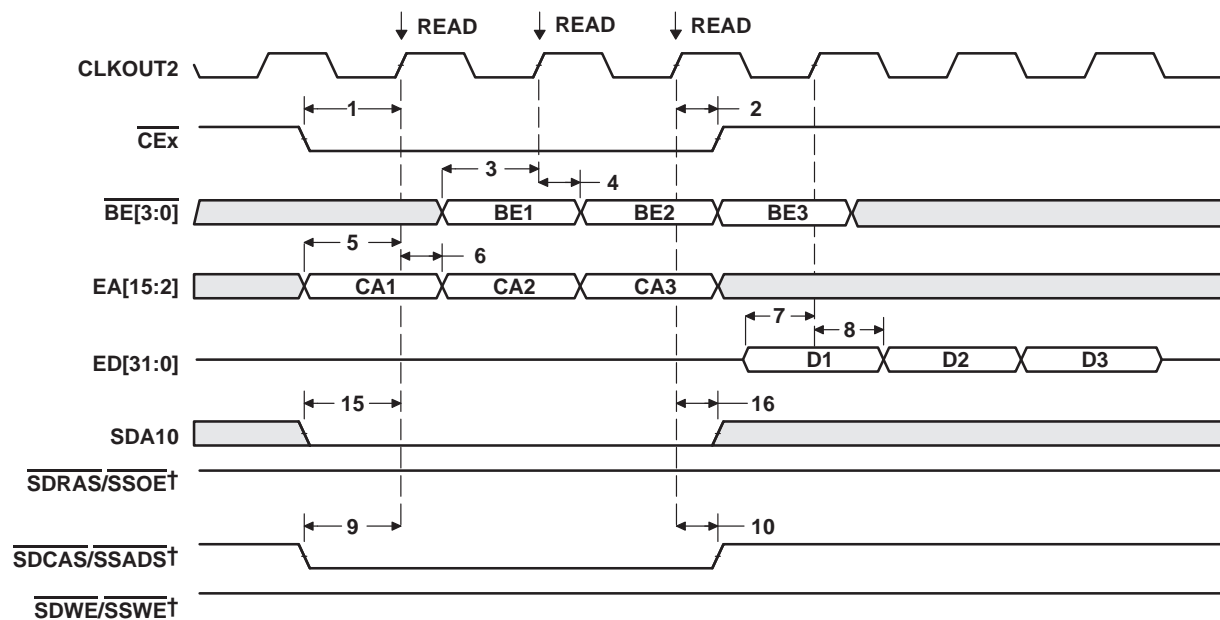 READ READ READ
CLKOUT2
1 2
CEx
3 4
BE[3:0] BE1 BE2 BE3
5 6
EA[15:2] CA1 CA2 CA3
7 8
ED[31:0] D1 D2 D3
15 16
SDA10
SDRAS/SSOE†
9 10
SDCAS/SSADS†
SDWE/SSWE†